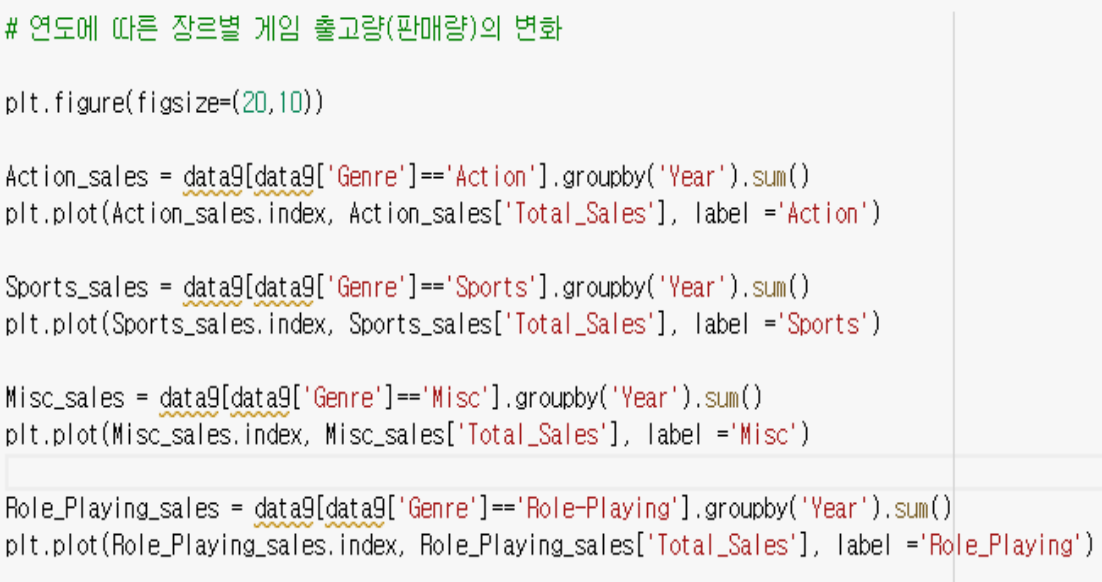 # 연도에 따른 장르별 게임 출고량(판매량)의 변화
plt.figure(figsize=(20,10))
Action_sales = data9[data9['Genre']=='Action'].groupby('Year').sum()
plt.plot(Action_sales.index, Action_sales['Total_Sales'], label ='Action')
Sports_sales = data9[data9['Genre']=='Sports'].groupby('Year').sum()
plt.plot(Sports_sales.index, Sports_sales['Total_Sales'], label ='Sports')
Misc_sales = data9[data9['Genre']=='Misc'].groupby('Year').sum()
plt.plot(Misc_sales.index, Misc_sales['Total_Sales'], label ='Misc')
Role_Playing_sales = data9[data9['Genre']=='Role-Playing'].groupby('Year').sum()
plt.plot(Role_Playing_sales.index, Role_Playing_sales['Total_Sales'], label ='Role_Playing')